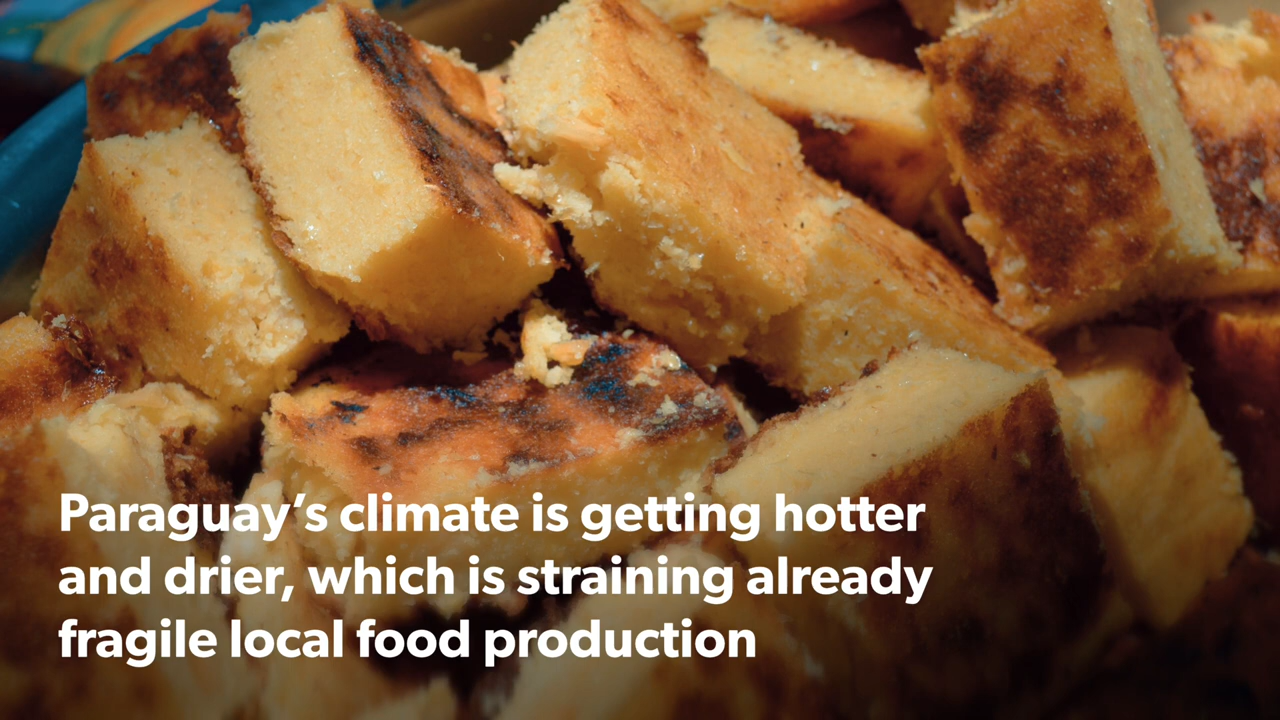 Paraguay’s climate is getting hotter
and drier, which is straining already
fragile local food production